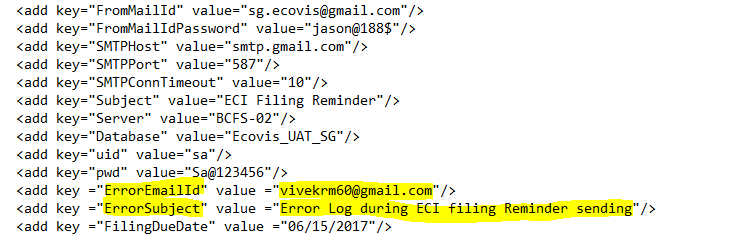 <add key="FromMailId" value="sg.ecovis@gmail.com"/>
<add key="FromMailIdPassword" value="jason@188$"/>
<add key="SMTPHost" value="smtp.gmail.com"/>
<add key="SMTPPort" value="587"/>
<add key="SMTPConnTimeout" value="10"/>
<add key="Subject" value="ECI Filing Reminder"/>
<add key="Server" value="BCFS-02"/>
<add key="Database" value="Ecovis_UAT_SG"/>
<add key="uid" value="sa"/>
<add key="pwd" value="Sa@123456"/>
<add key ="ErrorEmailId" value ="vivekrm60@gmail.com"/>
<add key ="ErrorSubject" value ="Error Log during ECI filing Reminder sending"/>
<add key ="FilingDueDate" value ="06/15/2017"/>